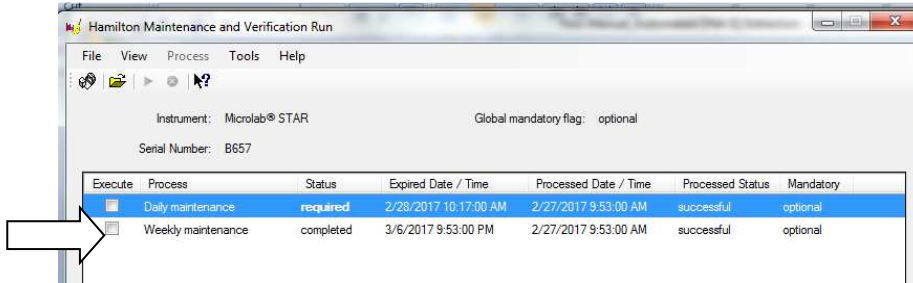 Hamilton Maintenance and Verification Run
File View Process Tools Help
Instrument: Microlab® STAR Global mandatory flag: optional
Serial Number: B657
Execute Process Status Expired Date / Time Processed Date / Time Processed Status Mandatory
Daily maintenance required 2/28/2017 10:17:00 AM 2/27/2017 9:53:00 AM successful optional
Weekly maintenance completed 3/6/2017 9:53:00 PM 2/27/2017 9:53:00 AM successful optional